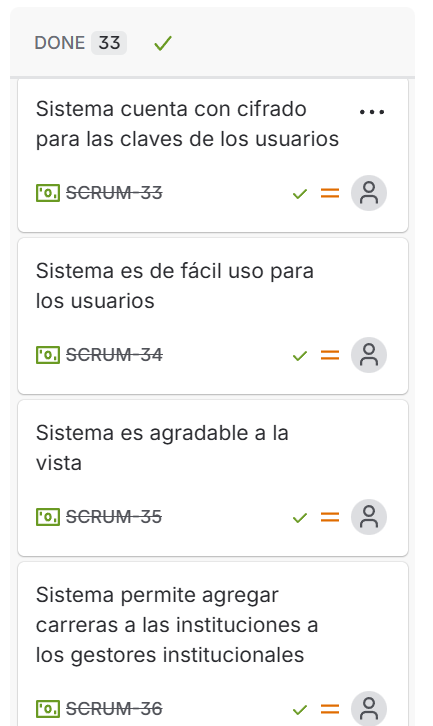 DONE 33
Sistema cuenta con cifrado
para las claves de los usuarios
SCRUM-33
Sistema es de fácil uso para
los usuarios
SCRUM-34
Sistema es agradable a la
vista
SCRUM-35
Sistema permite agregar
carreras a las instituciones a
los gestores institucionales
SCRUM-36